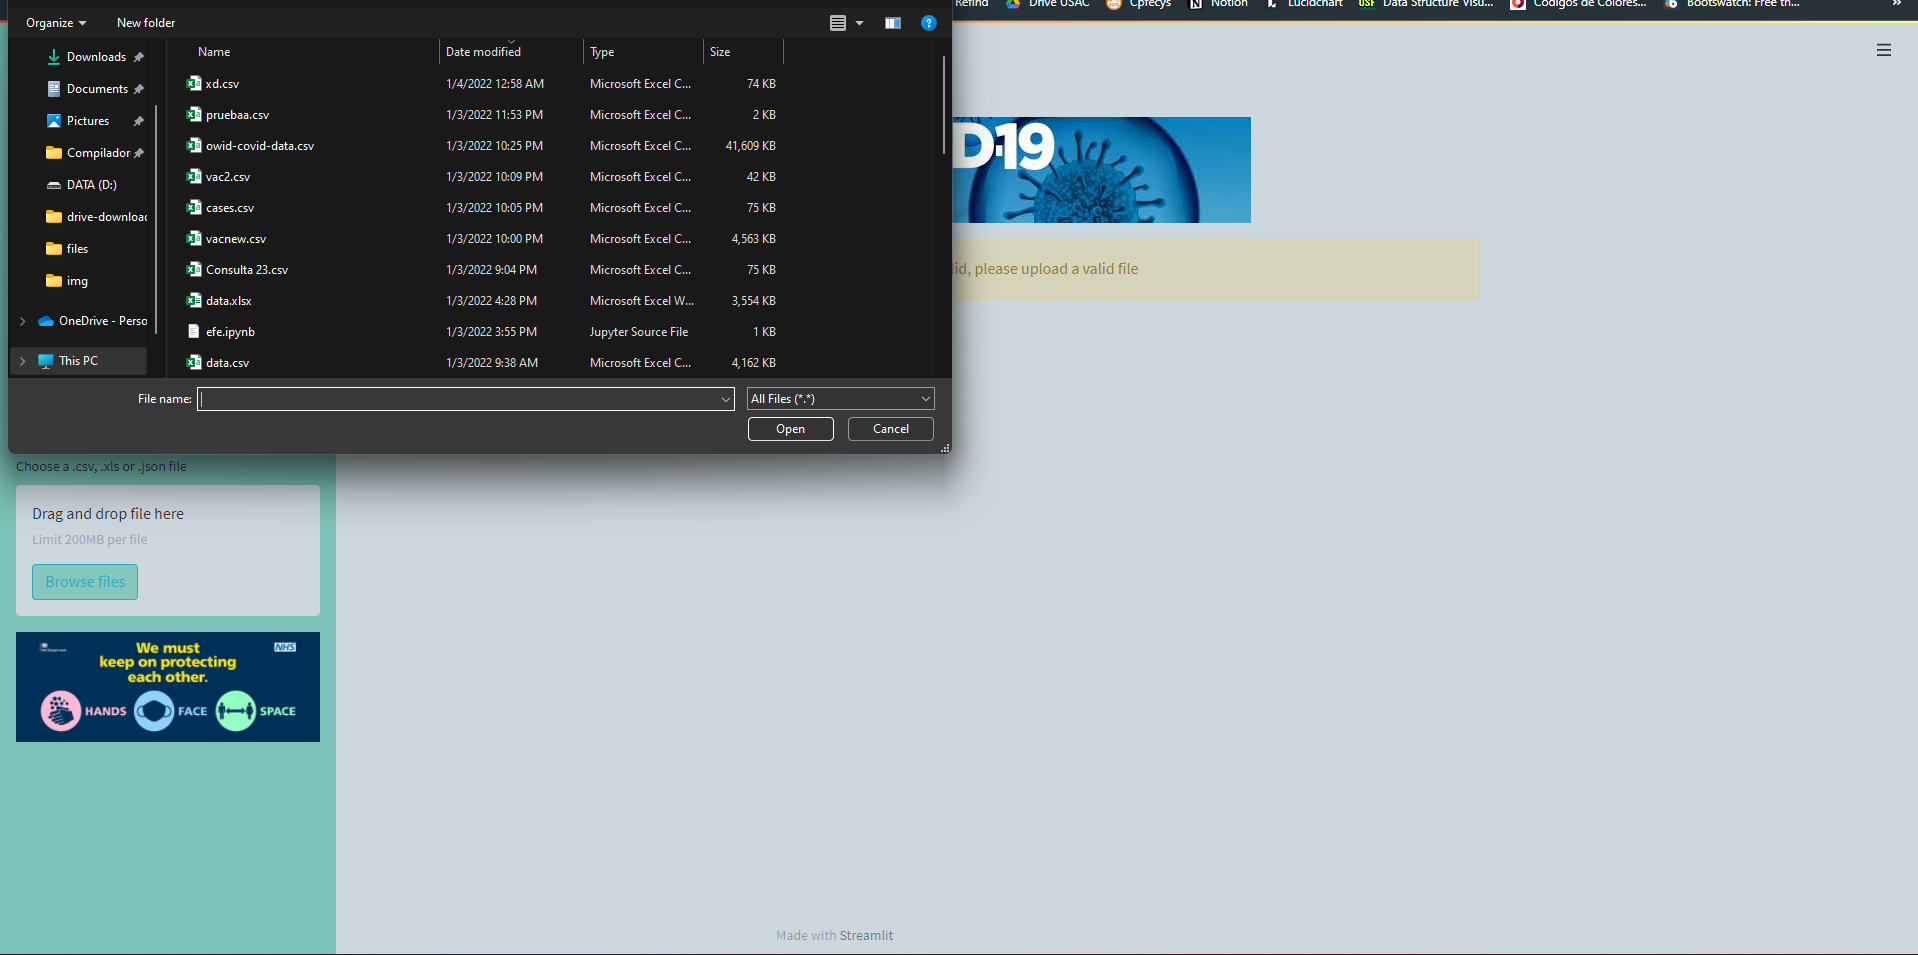 Refind Drive USAC Cpfecys Notion Lucidchart USF Data Structure Visu... Códigos de Colores... Bootswatch: Free th... »
Organize New folder ?
Name Date modified Type Size
Downloads
Documents
Pictures
Compilador
DATA (D:)
drive-downloac
files
img
OneDrive - Perso
This PC
xd.csv 1/4/2022 12:58 AM Microsoft Excel C... 74 KB
pruebaa.csv 1/3/2022 11:53 PM Microsoft Excel C... 2 KB
owid-covid-data.csv 1/3/2022 10:25 PM Microsoft Excel C... 41,609 KB
vac2.csv 1/3/2022 10:09 PM Microsoft Excel C... 42 KB
cases.csv 1/3/2022 10:05 PM Microsoft Excel C... 75 KB
vacnew.csv 1/3/2022 10:00 PM Microsoft Excel C... 4,563 KB
Consulta 23.csv 1/3/2022 9:04 PM Microsoft Excel C... 75 KB
data.xlsx 1/3/2022 4:28 PM Microsoft Excel W... 3,554 KB
efe.ipynb 1/3/2022 3:55 PM Jupyter Source File 1 KB
data.csv 1/3/2022 9:38 AM Microsoft Excel C... 4,162 KB
File name: All Files (*.*)
Open Cancel
D-19
lid, please upload a valid file
Choose a .csv, .xls or .json file
Drag and drop file here
Limit 200MB per file
Browse files
NHS
We must
keep on protecting
each other.
HANDS FACE SPACE
Made with Streamlit